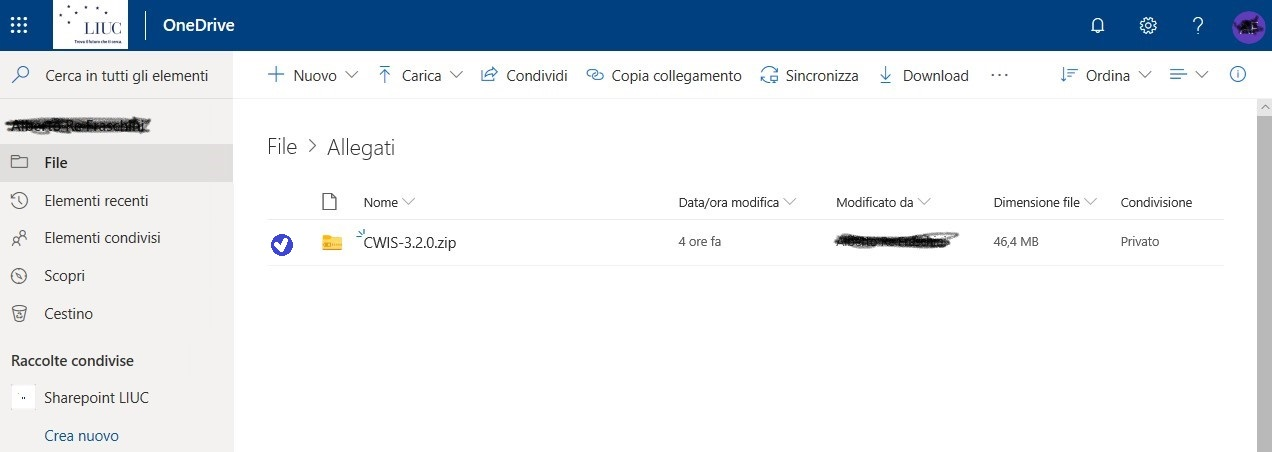 LIUC
OneDrive
Cerca in tutti gli elementi
Nuovo
Carica
Condividi
Copia collegamento
Sincronizza
Download
Ordina
File
Elementi recenti
Elementi condivisi
Scopri
Cestino
Raccolte condivise
Sharepoint LIUC
Crea nuovo
File > Allegati
Nome Data/ora modifica Modificato da Dimensione file Condivisione
CWIS-3.2.0.zip 4 ore fa 46,4 MB Privato